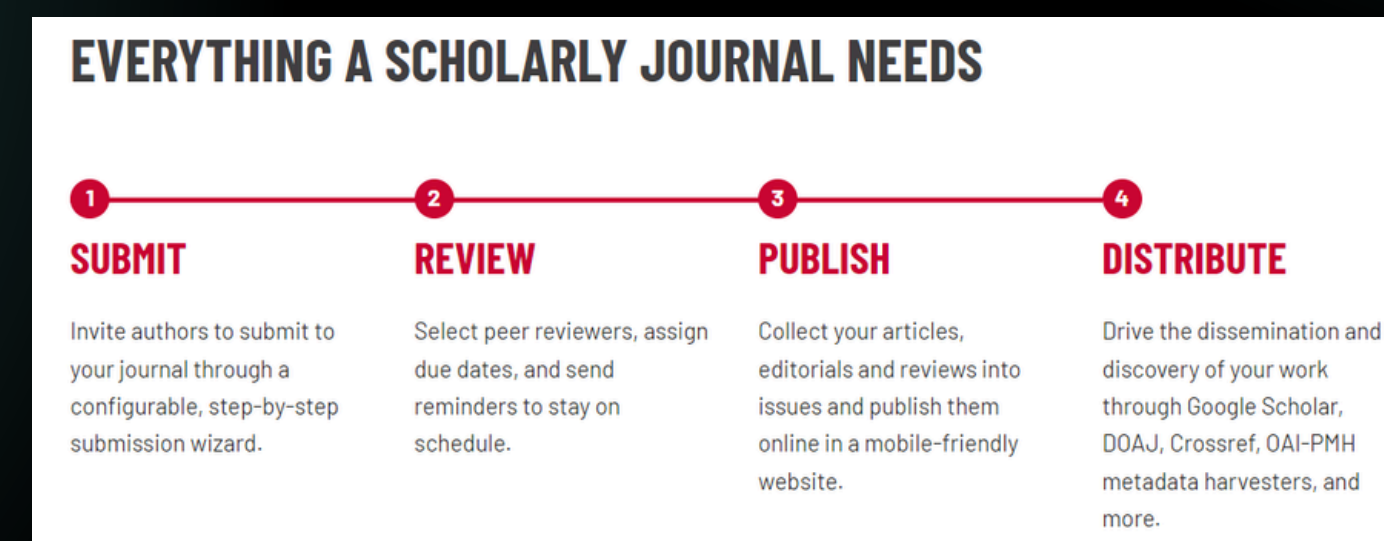 EVERYTHING A SCHOLARLY JOURNAL NEEDS
1
SUBMIT
Invite authors to submit to
your journal through a
configurable, step-by-step
submission wizard.
2
REVIEW
Select peer reviewers, assign
due dates, and send
reminders to stay on
schedule.
3
PUBLISH
Collect your articles,
editorials and reviews into
issues and publish them
online in a mobile-friendly
website.
4
DISTRIBUTE
Drive the dissemination and
discovery of your work
through Google Scholar,
DOAJ, Crossref, OAI-PMH
metadata harvesters, and
more.